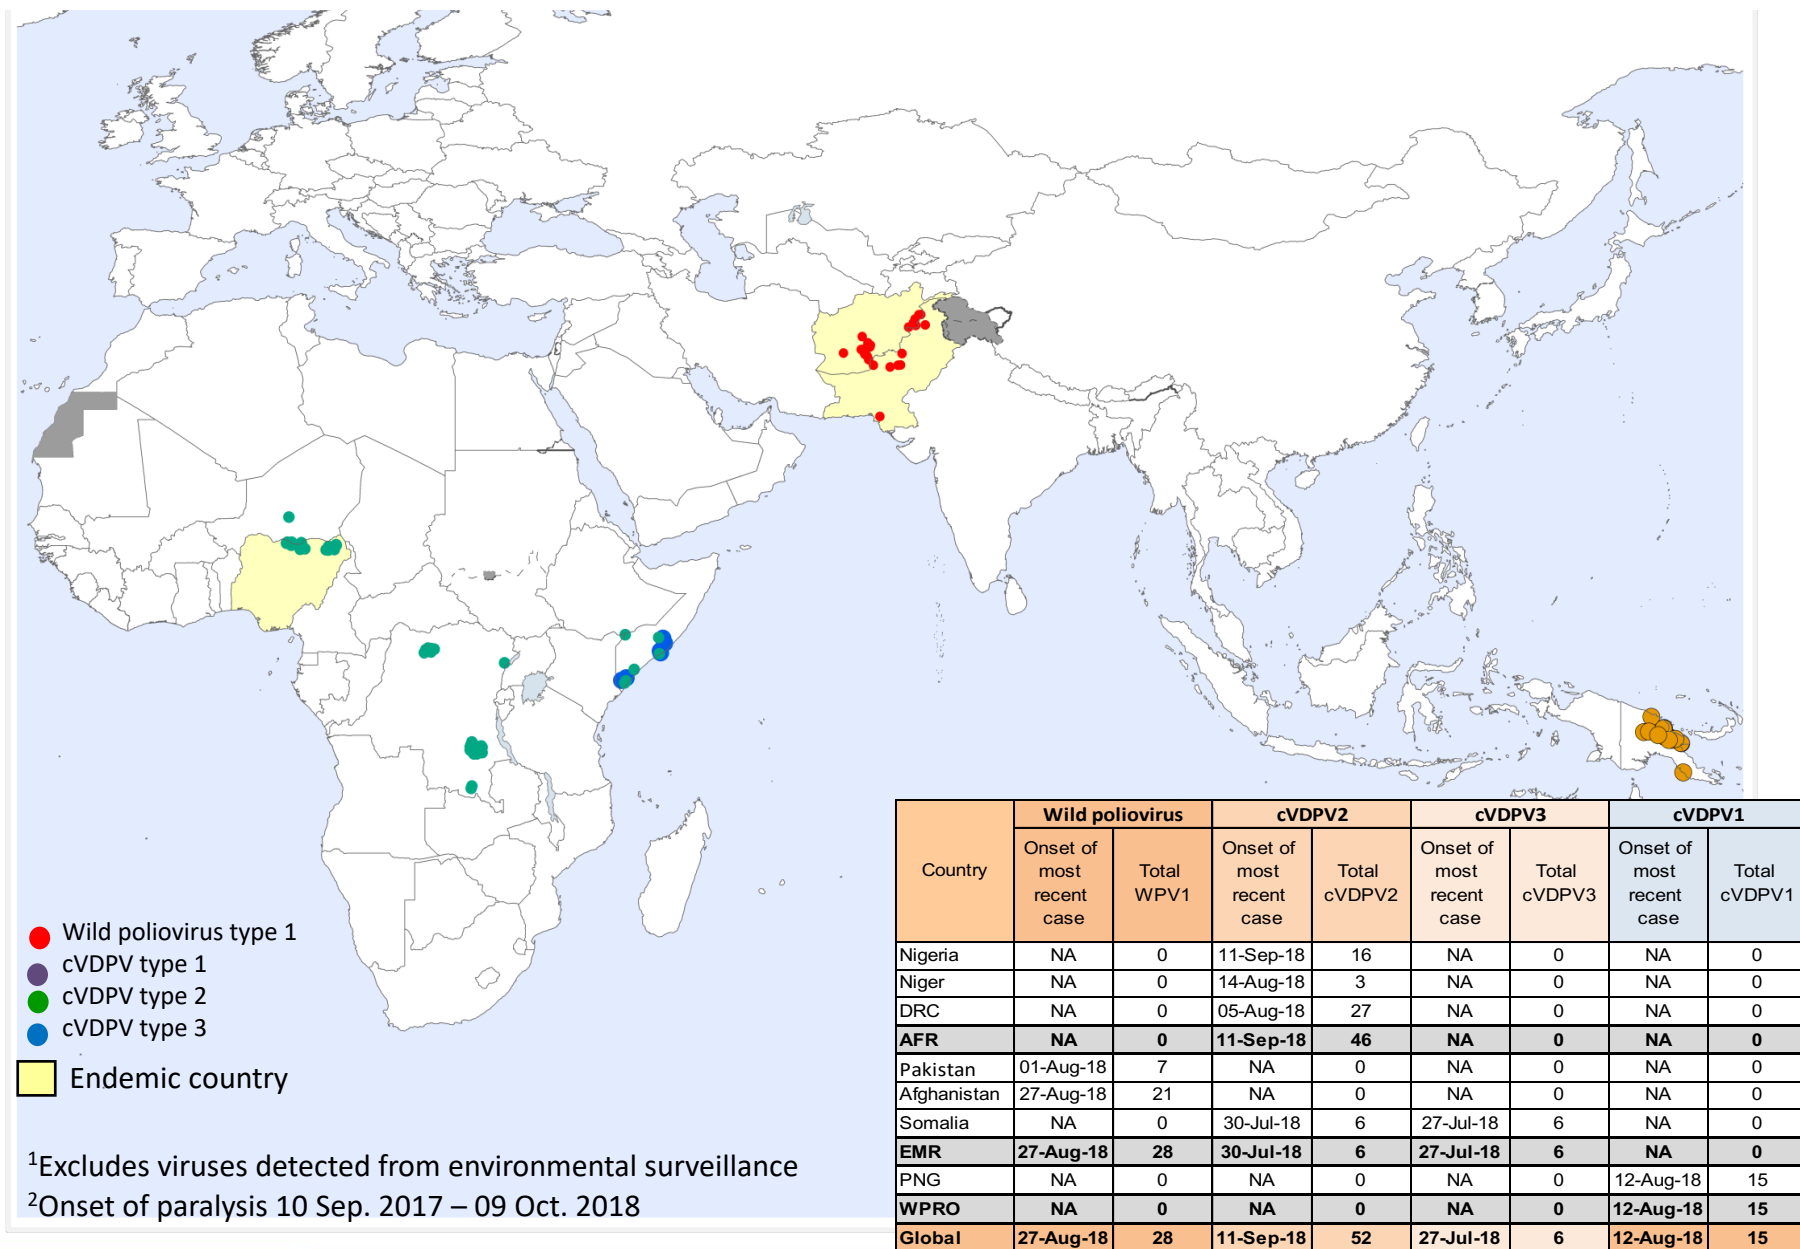 Wild poliovirus type 1
cVDPV type 1
cVDPV type 2
cVDPV type 3
Endemic country
¹Excludes viruses detected from environmental surveillance
²Onset of paralysis 10 Sep. 2017 – 09 Oct. 2018
Wild poliovirus cVDPV2 cVDPV3 cVDPV1
Country Onset of most recent case Total WPV1 Onset of most recent case Total cVDPV2 Onset of most recent case Total cVDPV3 Onset of most recent case Total cVDPV1
Nigeria NA 0 11-Sep-18 16 NA 0 NA 0
Niger NA 0 14-Aug-18 3 NA 0 NA 0
DRC NA 0 05-Aug-18 27 NA 0 NA 0
AFR NA 0 11-Sep-18 46 NA 0 NA 0
Pakistan 01-Aug-18 7 NA 0 NA 0 NA 0
Afghanistan 27-Aug-18 21 NA 0 NA 0 NA 0
Somalia NA 0 30-Jul-18 6 27-Jul-18 6 NA 0
EMR 27-Aug-18 28 30-Jul-18 6 27-Jul-18 6 NA 0
PNG NA 0 NA 0 NA 0 12-Aug-18 15
WPRO NA 0 NA 0 NA 0 12-Aug-18 15
Global 27-Aug-18 28 11-Sep-18 52 27-Jul-18 6 12-Aug-18 15